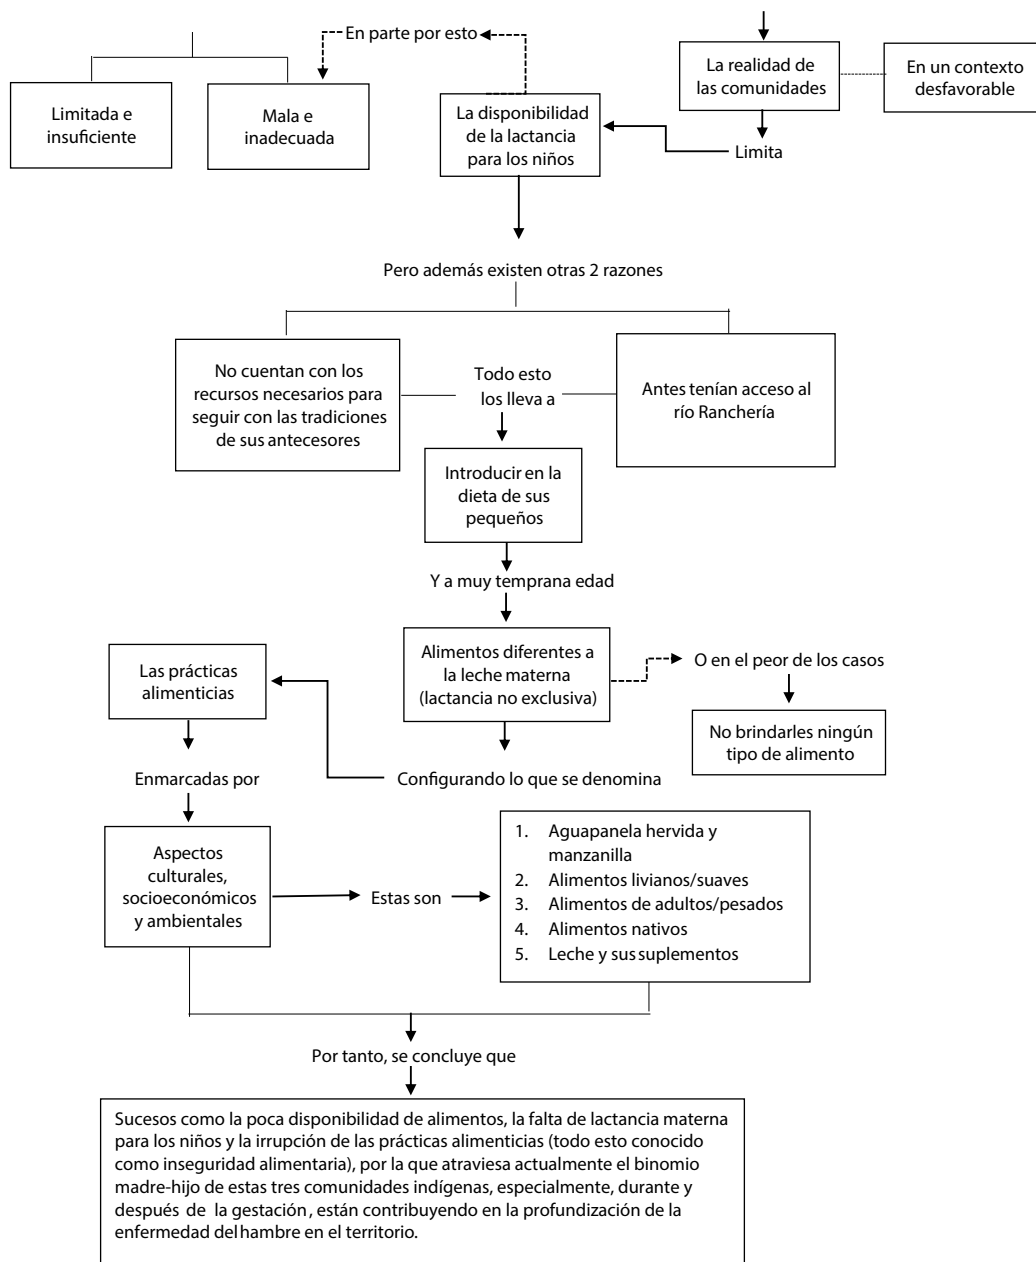 En parte por esto
La realidad de
las comunidades
En un contexto
desfavorable
Limitada e
insuficiente
Mala e
inadecuada
La disponibilidad
de la lactancia
para los niños
Limita
Pero además existen otras 2 razones
No cuentan con los
recursos necesarios para
seguir con las tradiciones
de sus antecesores
Todo esto
los lleva a
Antes tenían acceso al
río Ranchería
Introducir en la
dieta de sus
pequeños
Y a muy temprana edad
Alimentos diferentes a
la leche materna
(lactancia no exclusiva)
O en el peor de los casos
No brindarles ningún
tipo de alimento
Las prácticas
alimenticias
Configurando lo que se denomina
Enmarcadas por
Aspectos
culturales,
socioeconómicos
y ambientales
Estas son
1. Aguapanela hervida y
manzanilla
2. Alimentos livianos/suaves
3. Alimentos de adultos/pesados
4. Alimentos nativos
5. Leche y sus suplementos
Por tanto, se concluye que
Sucesos como la poca disponibilidad de alimentos, la falta de lactancia materna
para los niños y la irrupción de las prácticas alimenticias (todo esto conocido
como inseguridad alimentaria), por la que atraviesa actualmente el binomio
madre-hijo de estas tres comunidades indígenas, especialmente, durante y
después de la gestación, están contribuyendo en la profundización de la
enfermedad del hambre en el territorio.